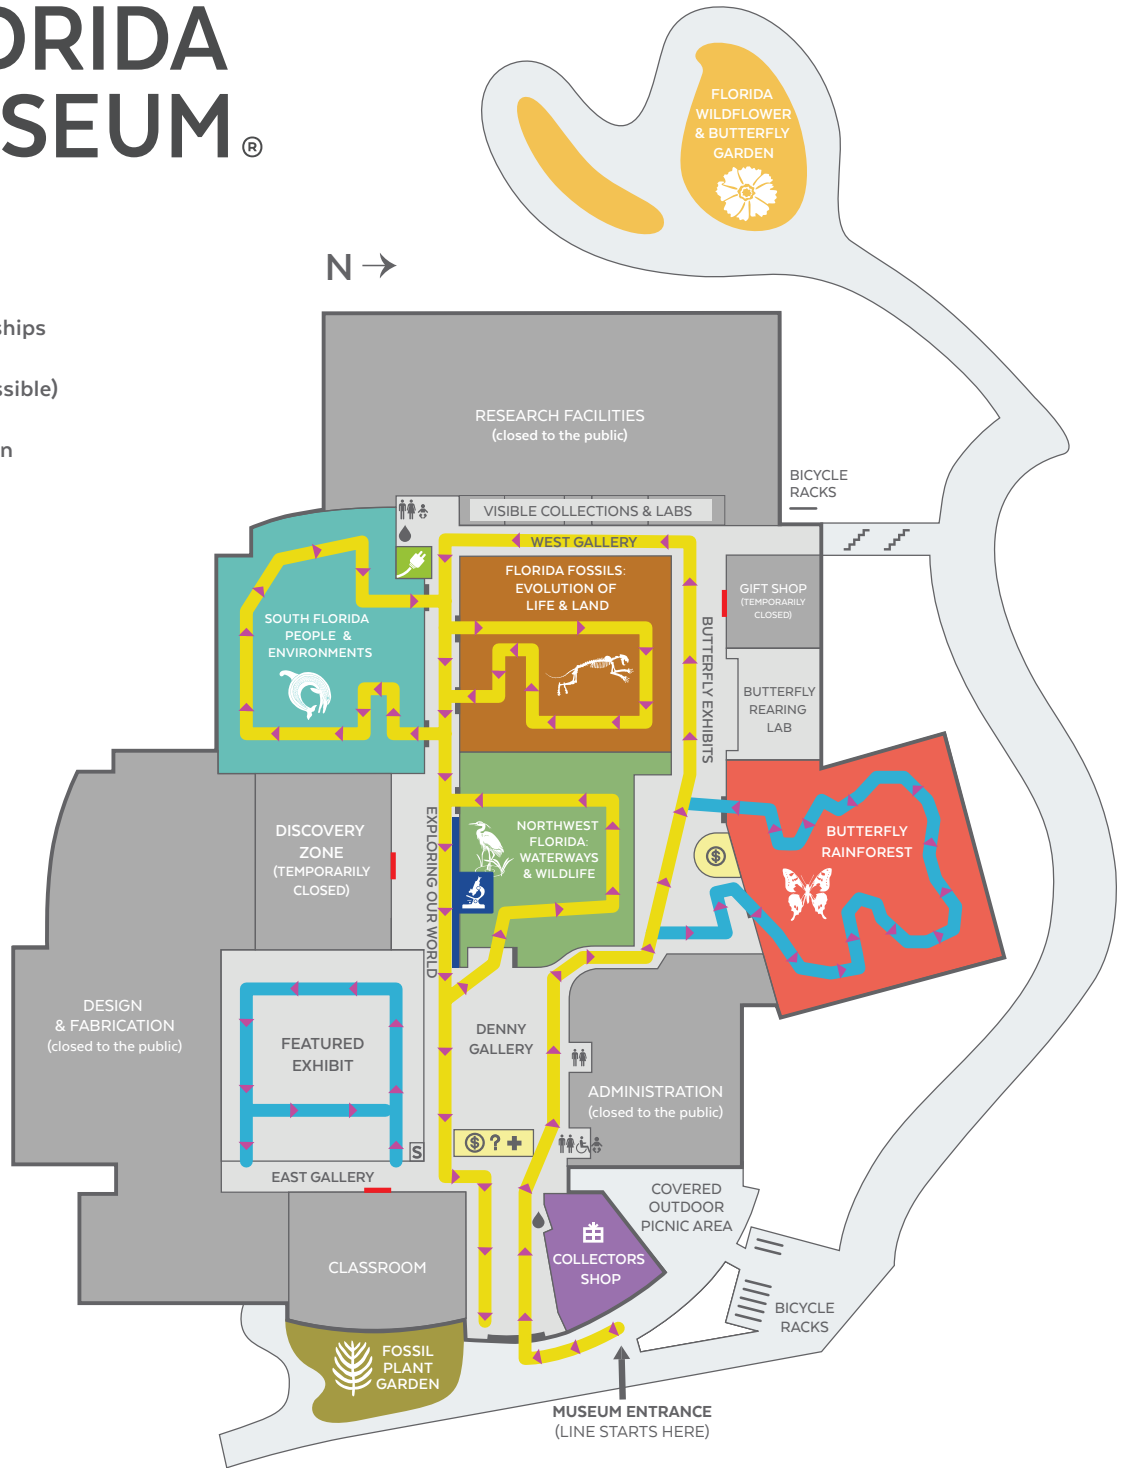 ORIDA
SEUM®
ships
ssible)
n
N
FLORIDA
WILDFLOWER
& BUTTERFLY
GARDEN
RESEARCH FACILITIES
(closed to the public)
BICYCLE
RACKS
VISIBLE COLLECTIONS & LABS
WEST GALLERY
FLORIDA FOSSILS:
EVOLUTION OF
LIFE & LAND
GIFT SHOP
(TEMPORARILY
CLOSED)
SOUTH FLORIDA
PEOPLE &
ENVIRONMENTS
BUTTERFLY EXHIBITS
BUTTERFLY
REARING
LAB
DISCOVERY
ZONE
(TEMPORARILY
CLOSED)
EXPLORING OUR WORLD
NORTHWEST
FLORIDA:
WATERWAYS
& WILDLIFE
$
BUTTERFLY
RAINFOREST
DESIGN
& FABRICATION
(closed to the public)
FEATURED
EXHIBIT
DENNY
GALLERY
ADMINISTRATION
(closed to the public)
$ ? +
S
EAST GALLERY
COVERED
OUTDOOR
PICNIC AREA
CLASSROOM
COLLECTORS
SHOP
BICYCLE
RACKS
FOSSIL
PLANT
GARDEN
MUSEUM ENTRANCE
(LINE STARTS HERE)